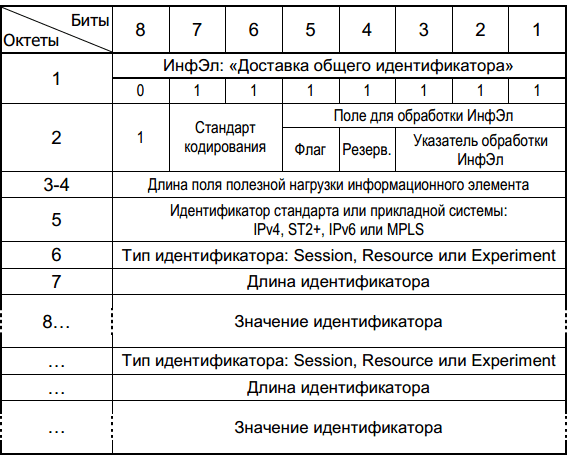 Биты
Октеты
8 7 6 5 4 3 2 1
1
ИнфЭл: «Доставка общего идентификатора»
0 1 1 1 1 1 1 1
2
1
Стандарт
кодирования
Поле для обработки ИнфЭл
Флаг
Резерв.
Указатель обработки
ИнфЭл
3-4
Длина поля полезной нагрузки информационного элемента
5
Идентификатор стандарта или прикладной системы:
IPv4, ST2+, IPv6 или MPLS
6
Тип идентификатора: Session, Resource или Experiment
7
Длина идентификатора
8…
Значение идентификатора
…
Тип идентификатора: Session, Resource или Experiment
…
Длина идентификатора
…
Значение идентификатора